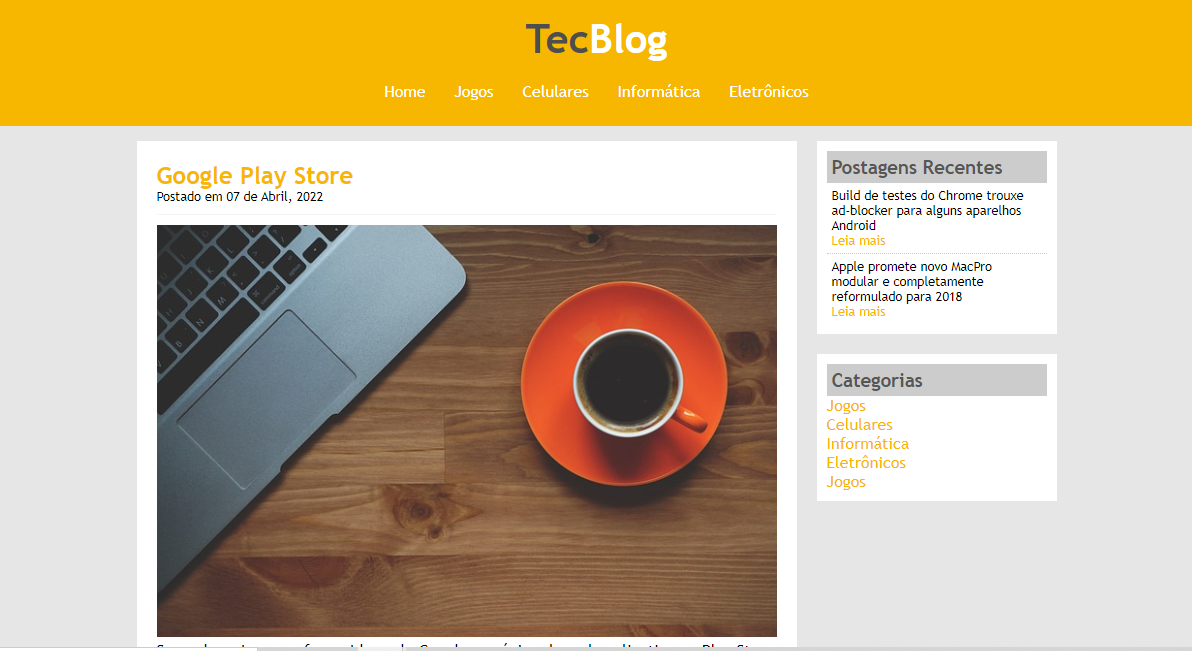 TecBlog
Home Jogos Celulares Informática Eletrônicos
Google Play Store
Postado em 07 de Abril, 2022
Postagens Recentes
Build de testes do Chrome trouxe
ad-blocker para alguns aparelhos
Android
Leia mais
Apple promete novo MacPro
modular e completamente
reformulado para 2018
Leia mais
Categorias
Jogos
Celulares
Informática
Eletrônicos
Jogos